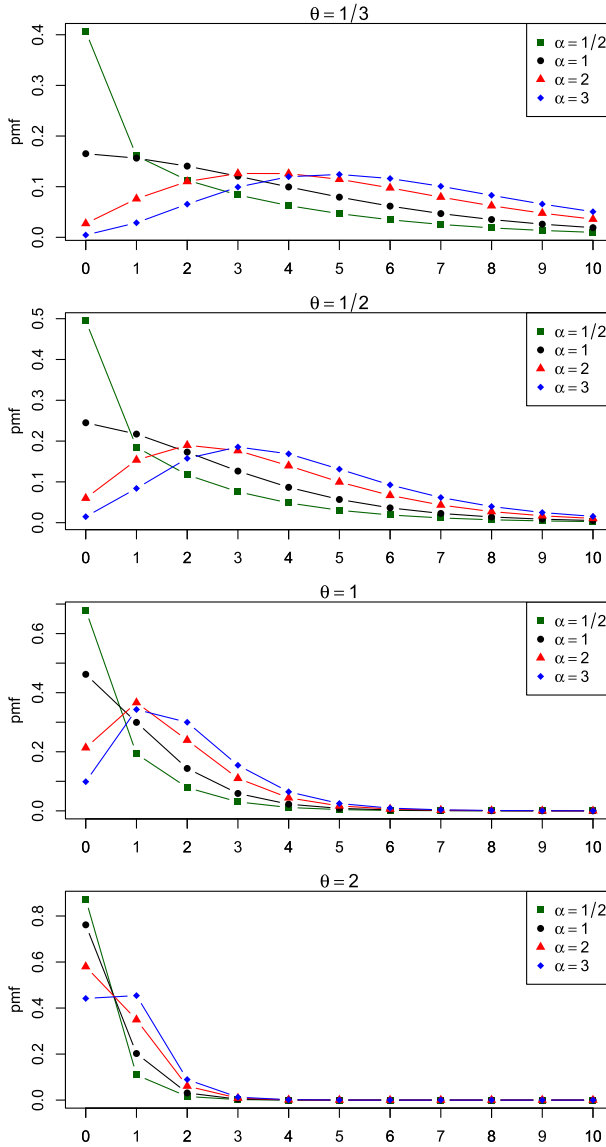 θ = 1/3
pmf
0.4
0.3
0.2
0.1
0.0
α = 1/2
α = 1
α = 2
α = 3
0 1 2 3 4 5 6 7 8 9 10
θ = 1/2
pmf
0.5
0.4
0.3
0.2
0.1
0.0
α = 1/2
α = 1
α = 2
α = 3
0 1 2 3 4 5 6 7 8 9 10
θ = 1
pmf
0.6
0.4
0.2
0.0
α = 1/2
α = 1
α = 2
α = 3
0 1 2 3 4 5 6 7 8 9 10
θ = 2
pmf
0.8
0.6
0.4
0.2
0.0
α = 1/2
α = 1
α = 2
α = 3
0 1 2 3 4 5 6 7 8 9 10